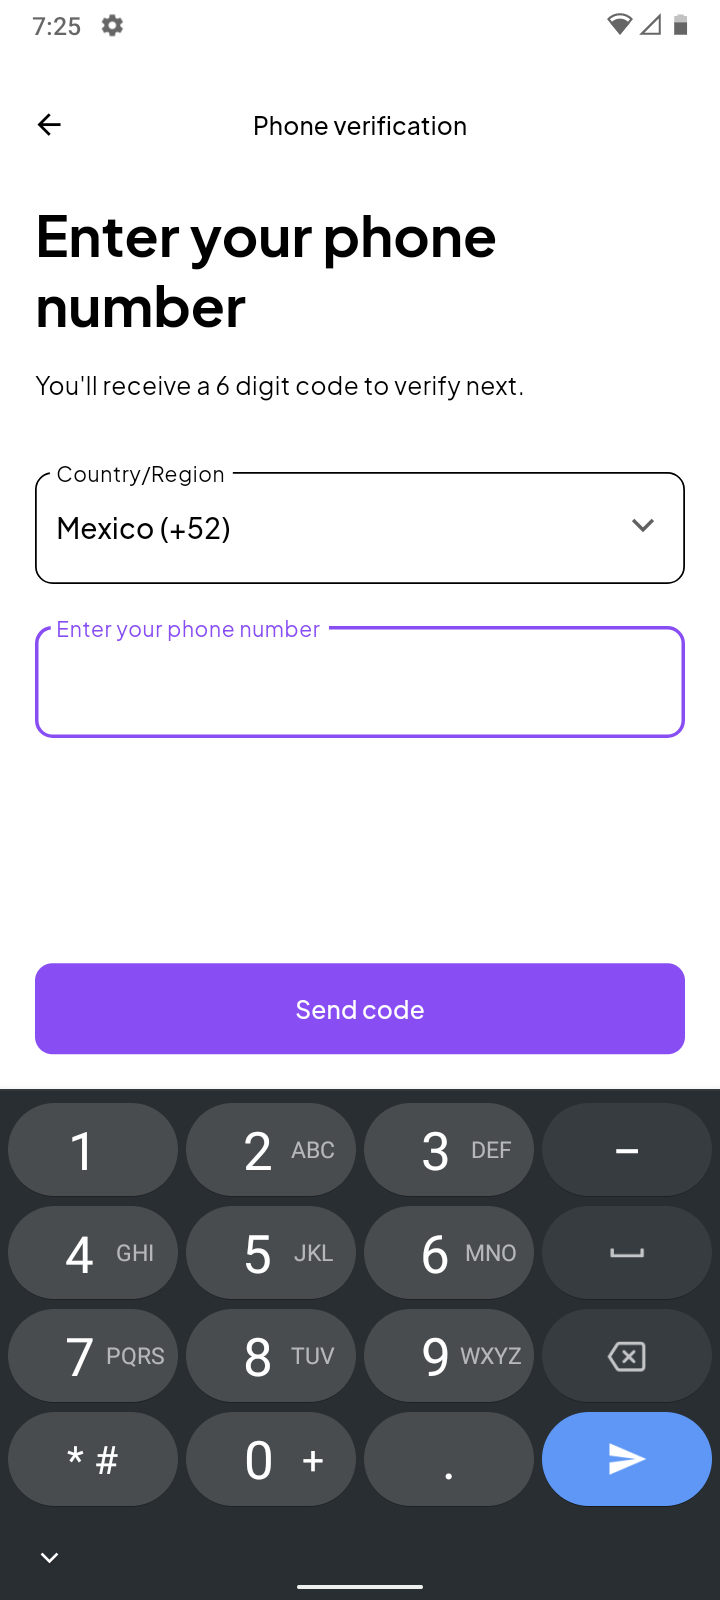 7:25
Phone verification
Enter your phone
number
You'll receive a 6 digit code to verify next.
Country/Region
Mexico (+52)
Enter your phone number
Send code
1 2 ABC 3 DEF –
4 GHI 5 JKL 6 MNO
7 PQRS 8 TUV 9 WXYZ
* # 0 + .